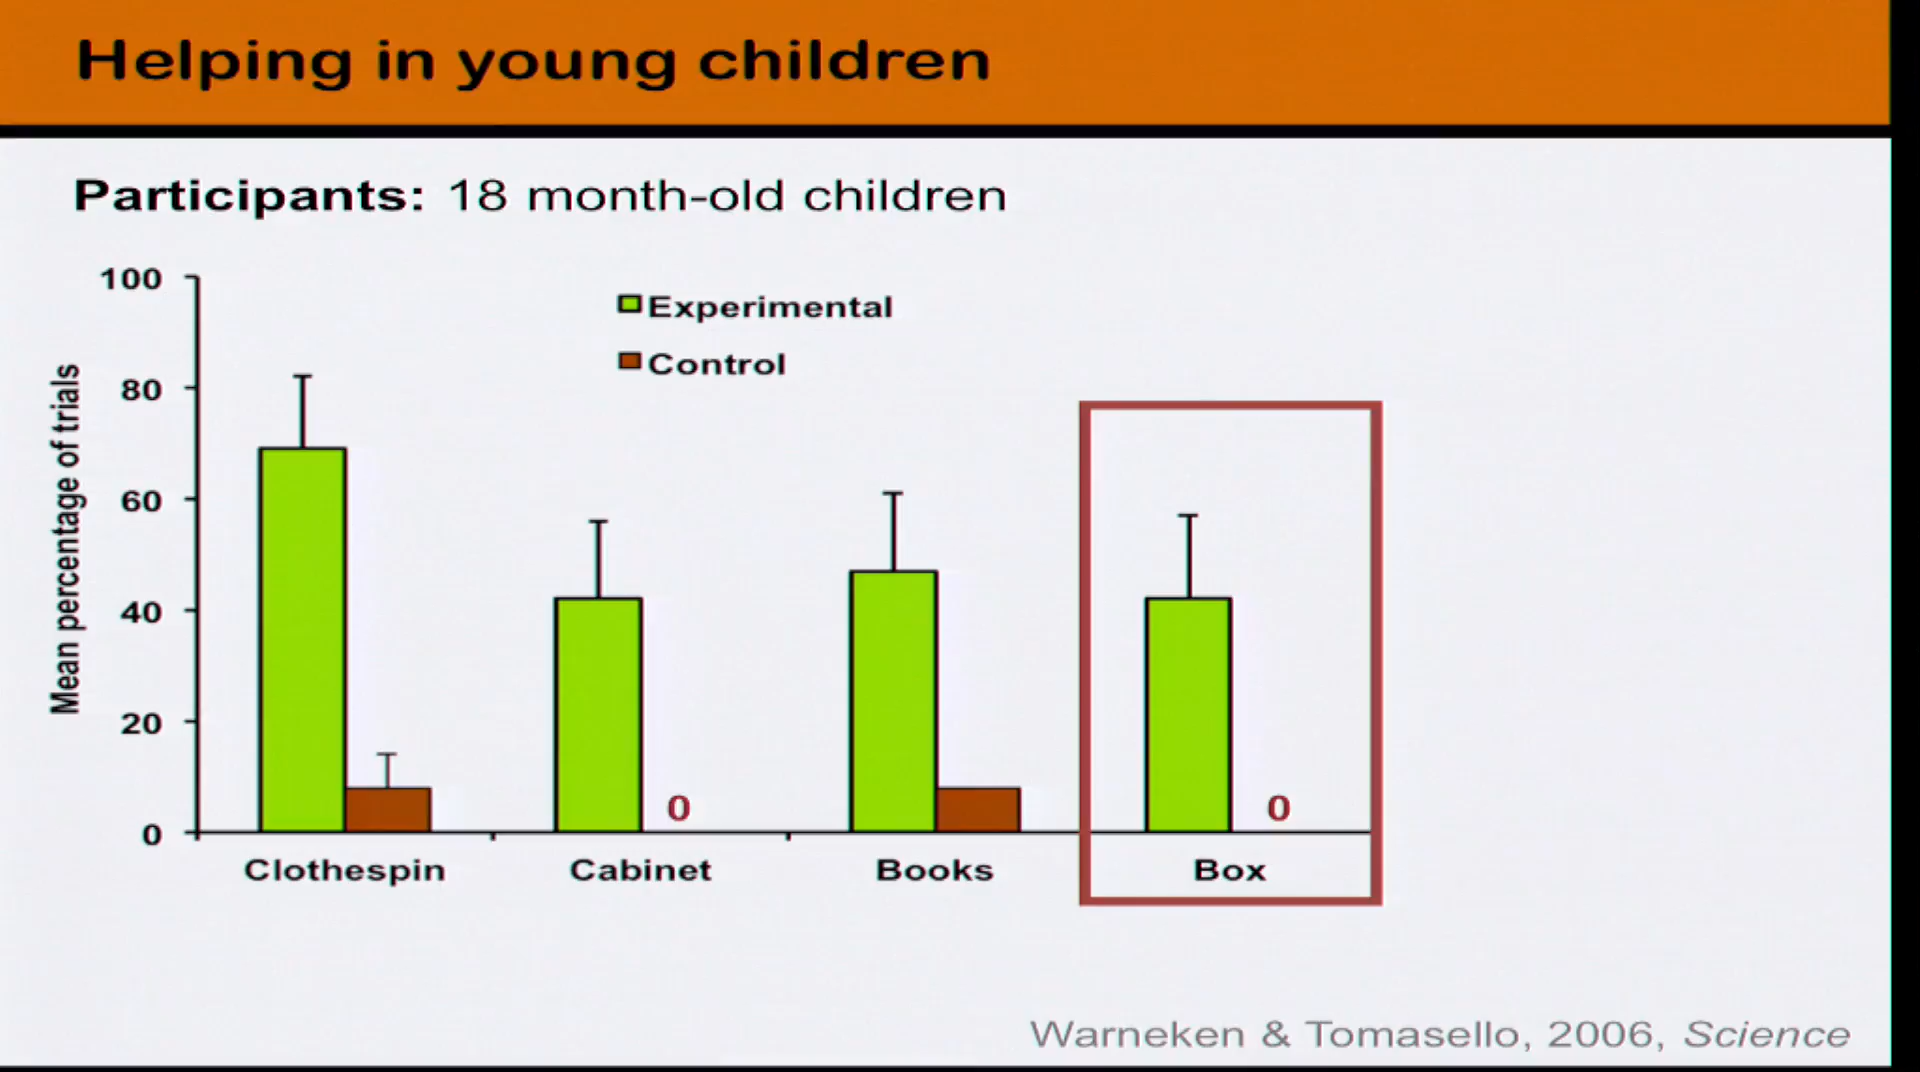 Helping in young children
Participants: 18 month-old children
Experimental
Control
Mean percentage of trials
100
80
60
40
20
0
0
0
Clothespin Cabinet Books Box
Warneken & Tomasello, 2006, Science